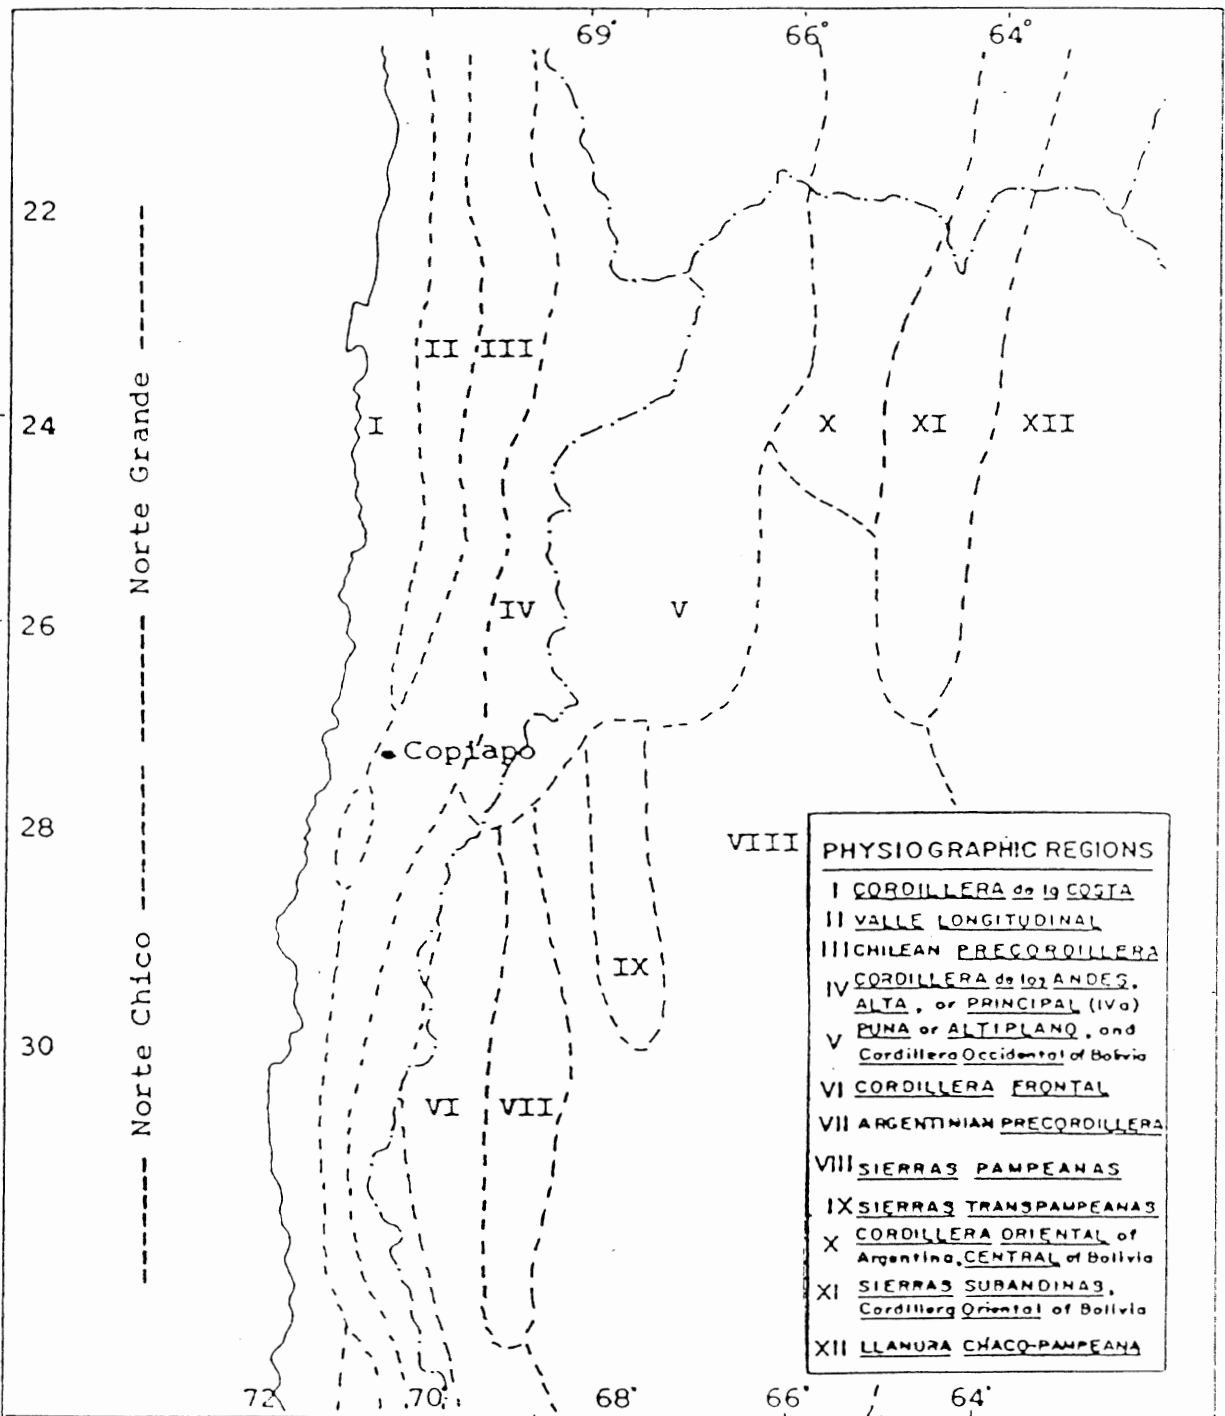 69°
66°
64°
22
Norte Grande
II
III
24
I
X
XI
XII
26
IV
V
Copiapo
28
VIII
Norte Chico
IX
30
VI
VII
72
70°
68°
66°
64°
PHYSIOGRAPHIC REGIONS
I CORDILLERA de la COSTA
II VALLE LONGITUDINAL
III CHILEAN PRECORDILLERA
IV CORDILLERA de los ANDES,
ALTA, or PRINCIPAL (IVa)
V PUNA or ALTIPLANO, and
Cordillera Occidental of Bolivia
VI CORDILLERA FRONTAL
VII ARGENTINIAN PRECORDILLERA
VIII SIERRAS PAMPEANAS
IX SIERRAS TRANSPAMPEANAS
X CORDILLERA ORIENTAL of
Argentina, CENTRAL of Bolivia
XI SIERRAS SUBANDINAS,
Cordillera Oriental of Bolivia
XII LLANURA CHACO-PAMPEANA